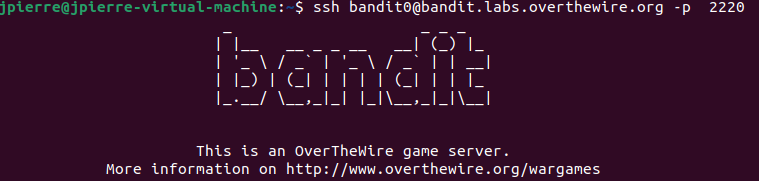 jpierre@jpierre-virtual-machine:~$ ssh bandit0@bandit.labs.overthewire.org -p  2220
bandit
This is an OverTheWire game server.
More information on http://www.overthewire.org/wargames